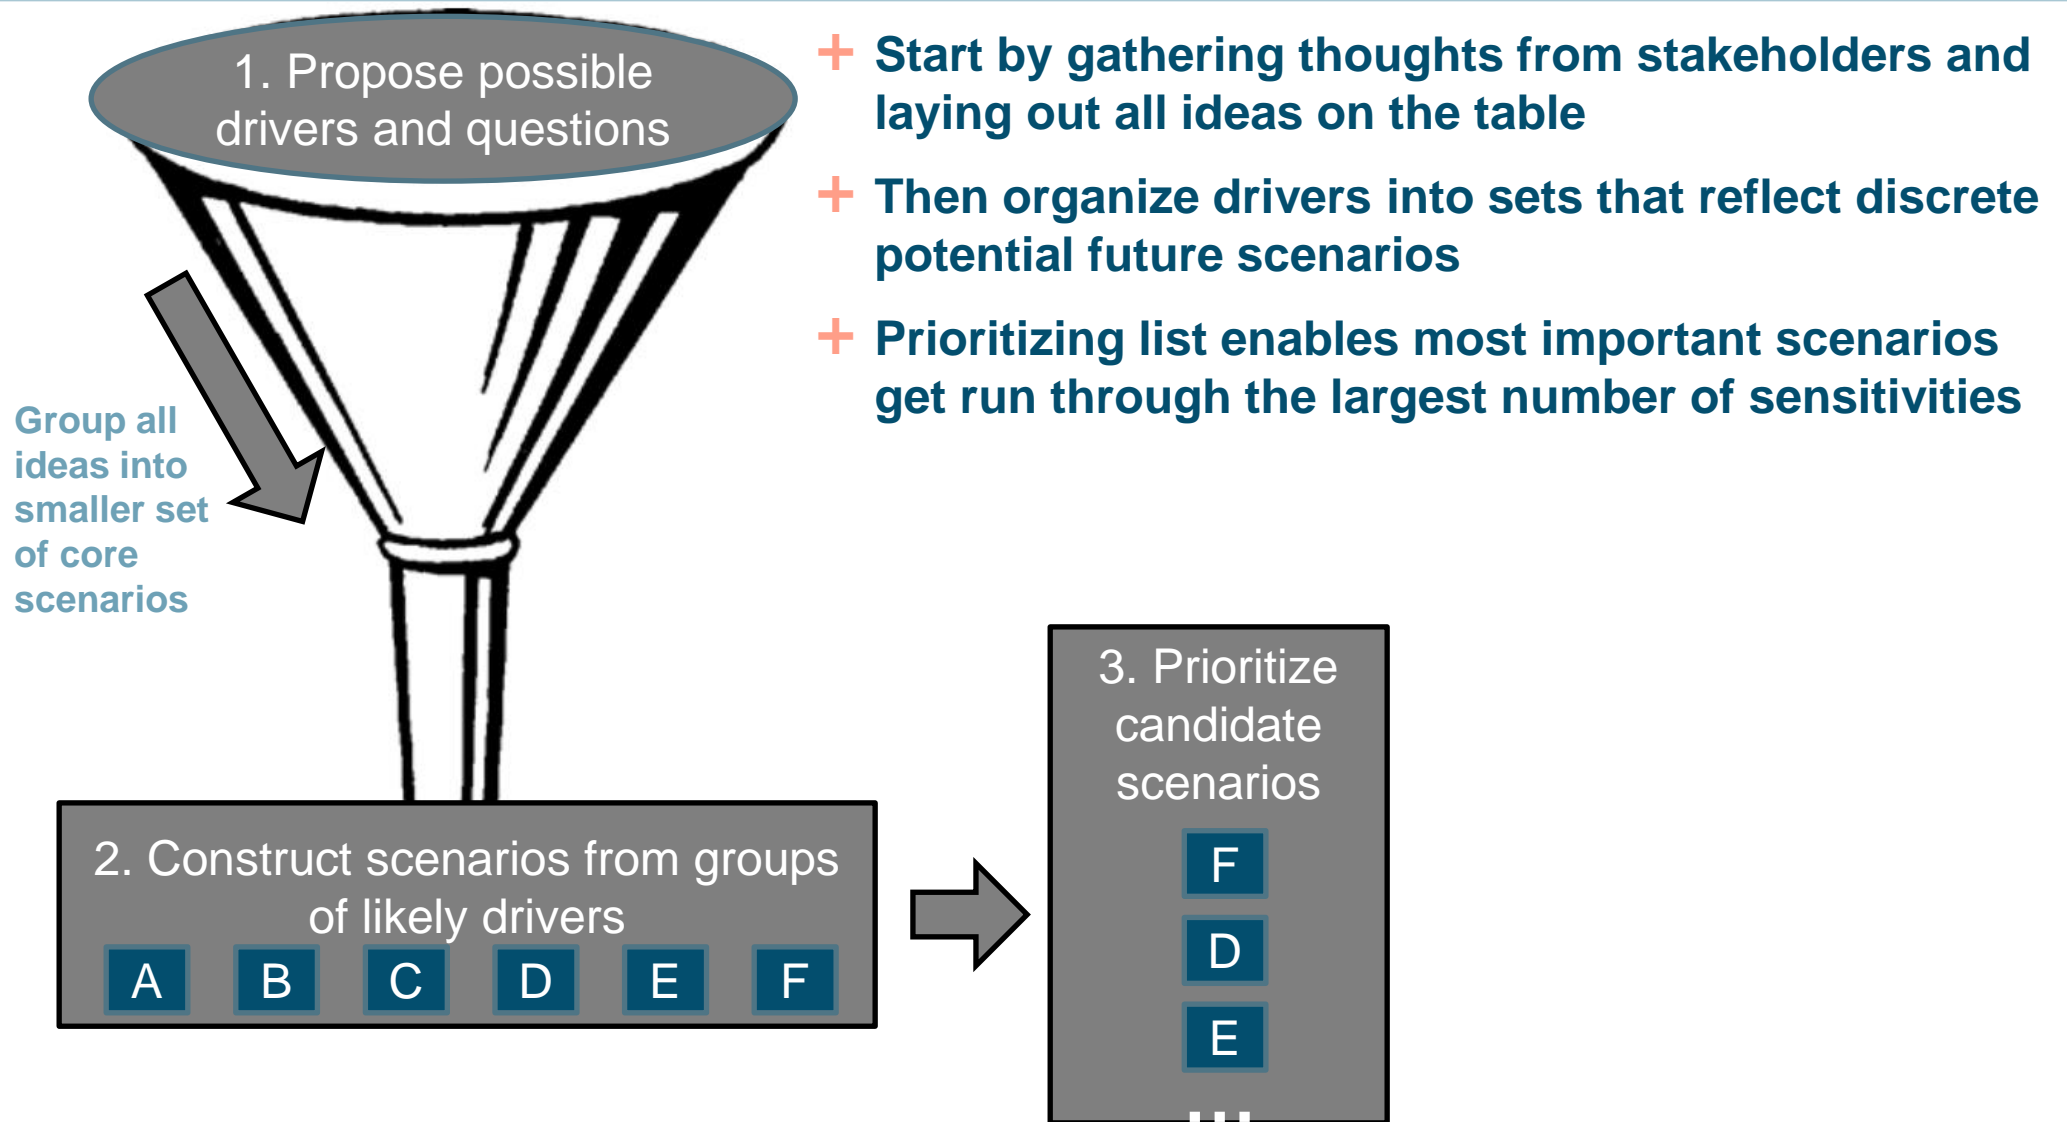 1. Propose possible
drivers and questions
+ Start by gathering thoughts from stakeholders and
laying out all ideas on the table
+ Then organize drivers into sets that reflect discrete
potential future scenarios
+ Prioritizing list enables most important scenarios
get run through the largest number of sensitivities
Group all
ideas into
smaller set
of core
scenarios
2. Construct scenarios from groups
of likely drivers
A B C D E F
3. Prioritize
candidate
scenarios
F
D
E
...